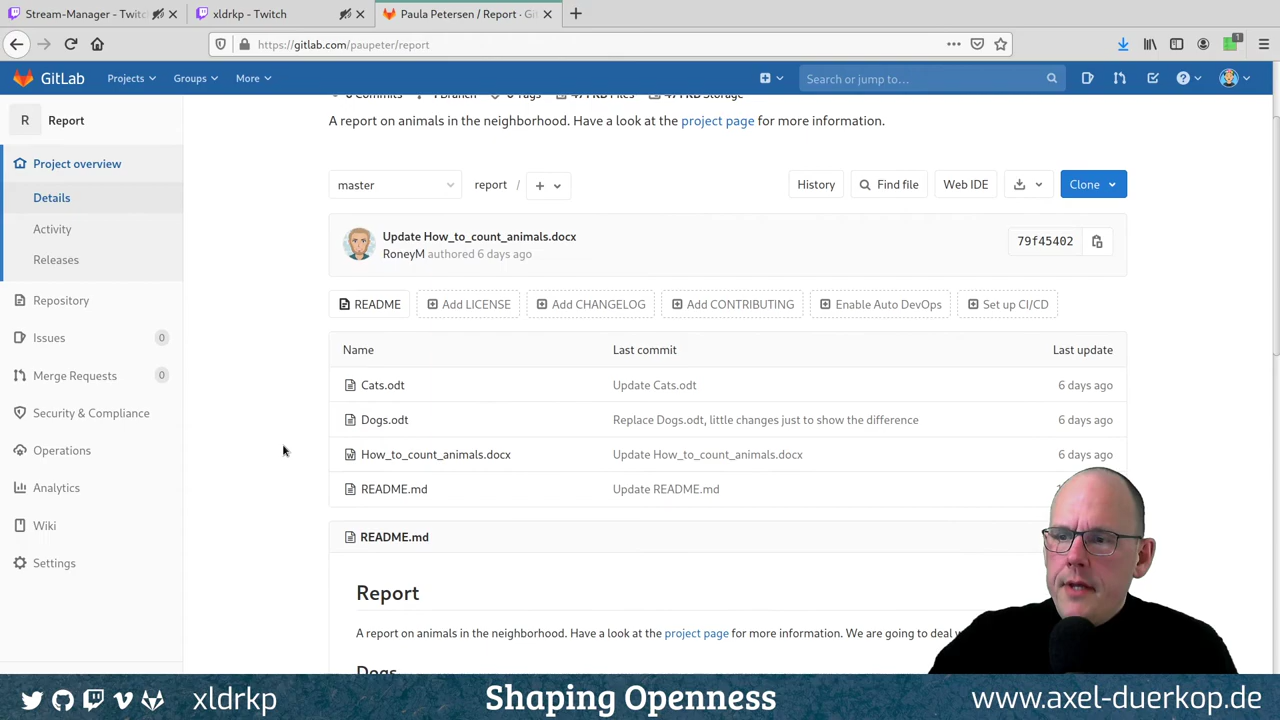 Stream-Manager - Twitc
xldrkp - Twitch
Paula Petersen / Report · Git
https://gitlab.com/paupeter/report
1
GitLab
Projects
Groups
More
Search or jump to...
R
Report
Project overview
Details
Activity
Releases
Repository
Issues
0
Merge Requests
0
Security & Compliance
Operations
Analytics
Wiki
Settings
A report on animals in the neighborhood. Have a look at the project page for more information.
master
report /
+
History
Find file
Web IDE
Clone
Update How_to_count_animals.docx
RoneyM authored 6 days ago
79f45402
README
Add LICENSE
Add CHANGELOG
Add CONTRIBUTING
Enable Auto DevOps
Set up CI/CD
Name Last commit Last update
Cats.odt Update Cats.odt 6 days ago
Dogs.odt Replace Dogs.odt, little changes just to show the difference 6 days ago
How_to_count_animals.docx Update How_to_count_animals.docx 6 days ago
README.md Update README.md
README.md
Report
A report on animals in the neighborhood. Have a look at the project page for more information. We are going to deal
Dogs
xldrkp
Shaping Openness
www.axel-duerkop.de